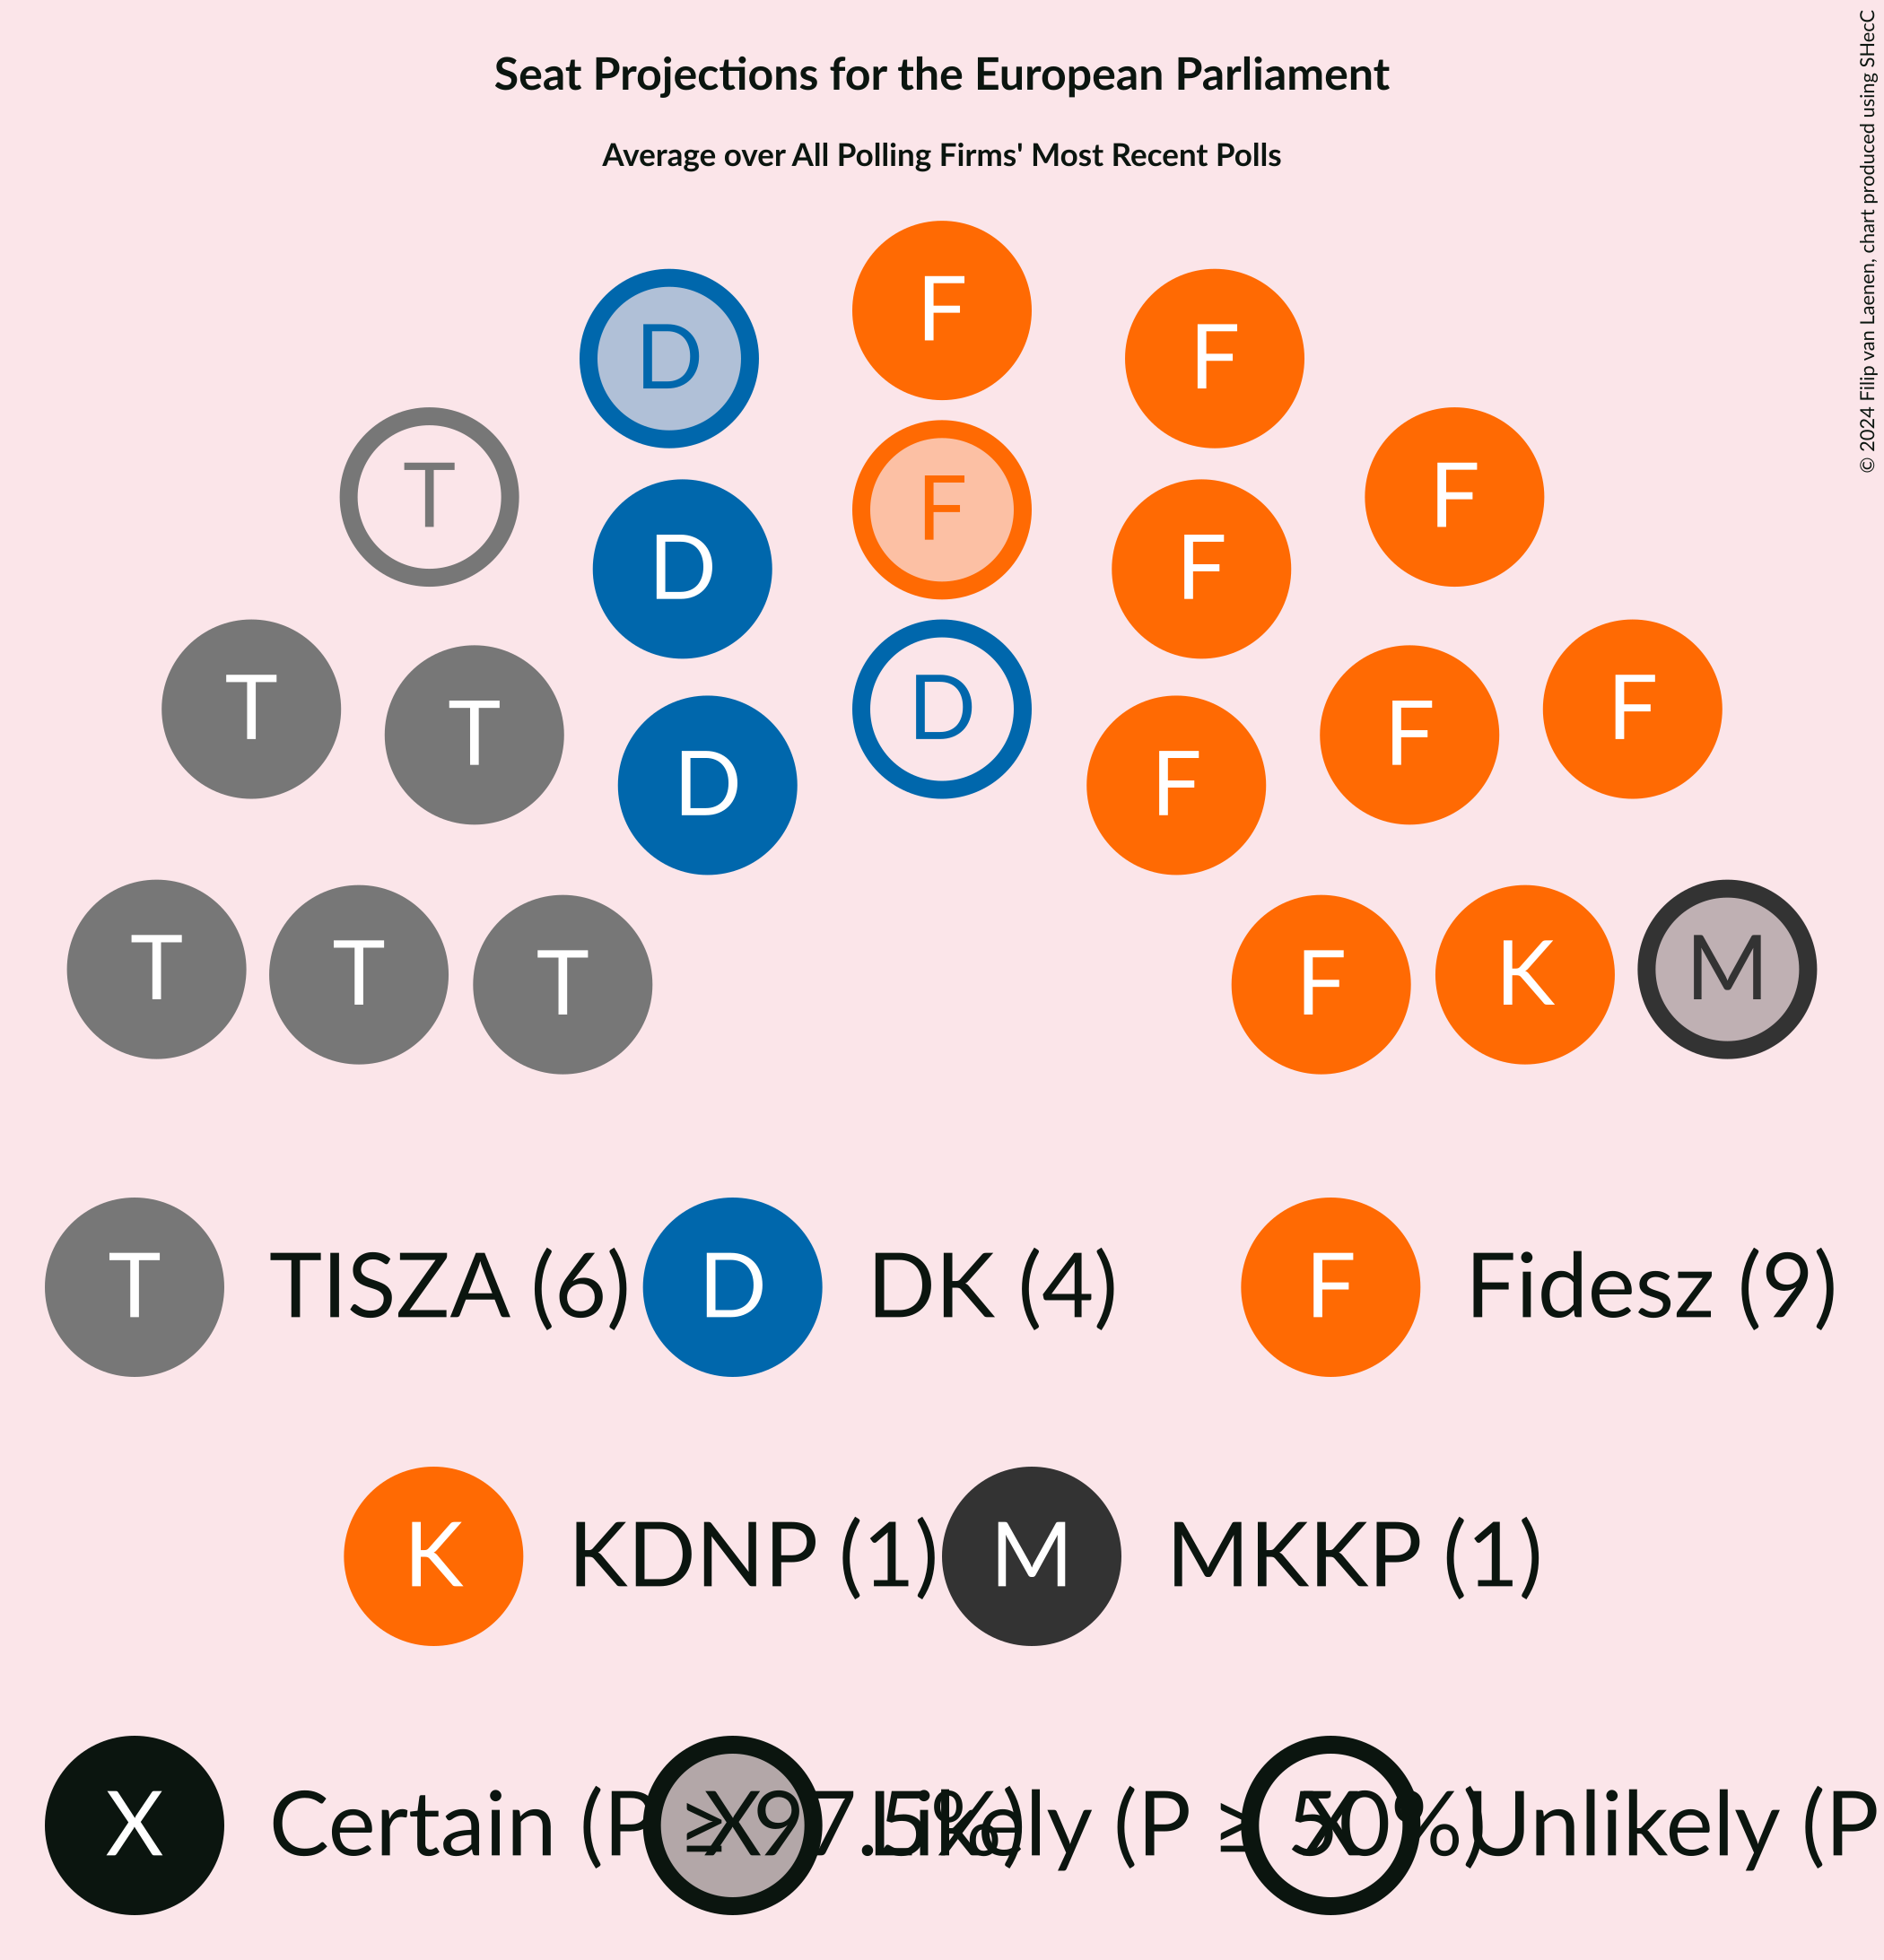 Seat Projections for the European Parliament
Average over All Polling Firms' Most Recent Polls
© 2024 Filip van Laenen, chart produced using SHecC
F
D F
T F F
D F
T T D F F
D F
T T T F K M
T TISZA (6) D DK (4) F Fidesz (9)
K KDNP (1) M MKKP (1)
X Certain (P ≥ 97.5%) X Likely (P ≥ 50%) X Unlikely (P